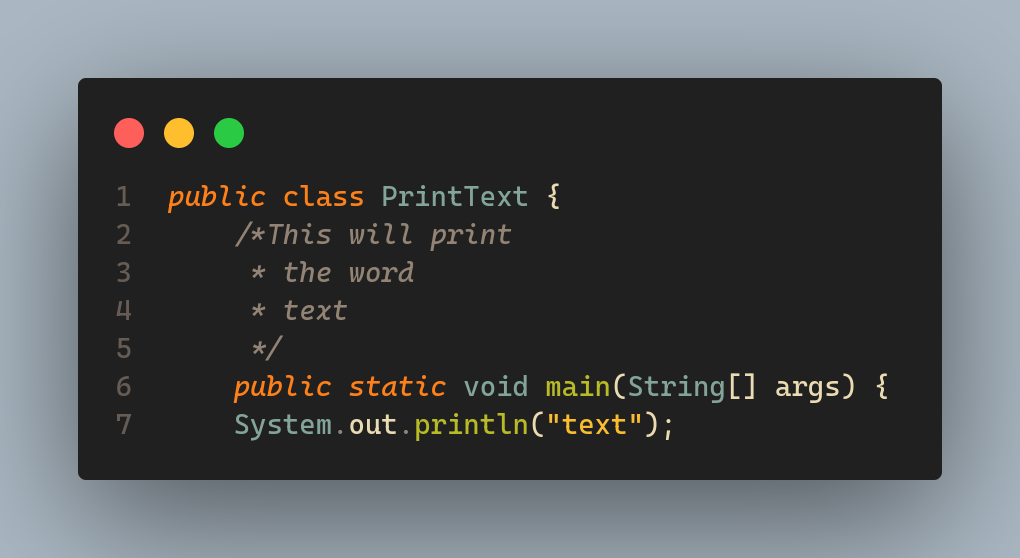 1 public class PrintText {
2     /*This will print
3      * the word
4      * text
5      */
6     public static void main(String[] args) {
7     System.out.println("text");